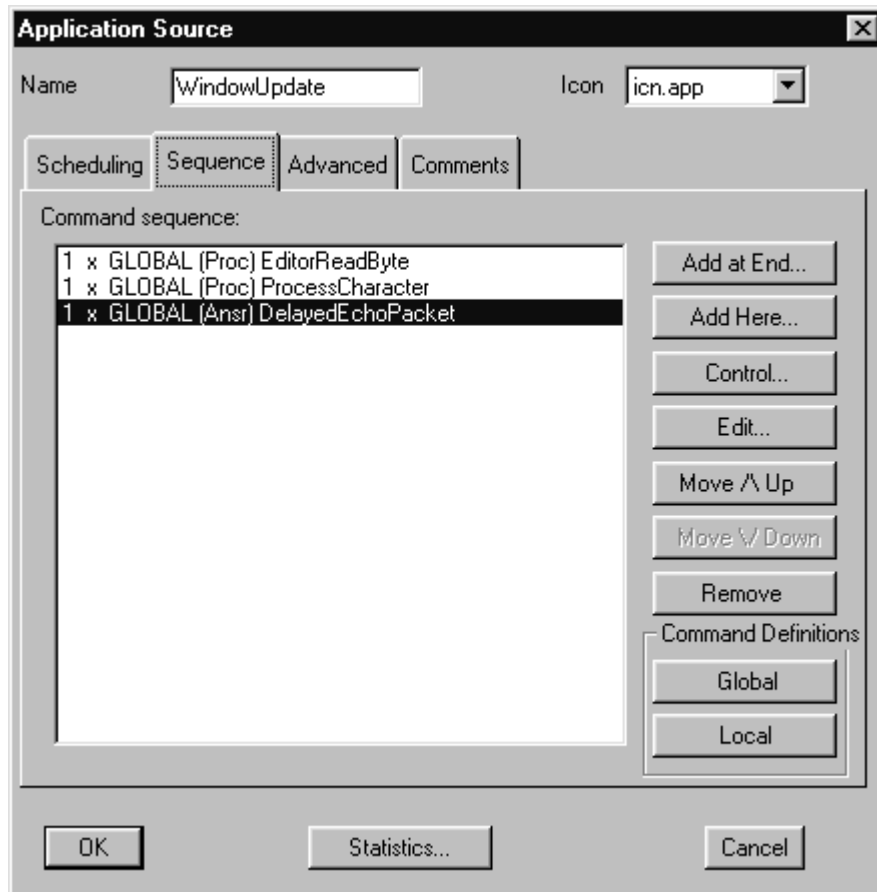 Application Source
Name WindowUpdate Icon icn.app
Scheduling Sequence Advanced Comments
Command sequence:
1 x GLOBAL (Proc) EditorReadByte
1 x GLOBAL (Proc) ProcessCharacter
1 x GLOBAL (Ansr) DelayedEchoPacket
Add at End...
Add Here...
Control...
Edit...
Move /\ Up
Move \/ Down
Remove
Command Definitions
Global
Local
OK Statistics... Cancel